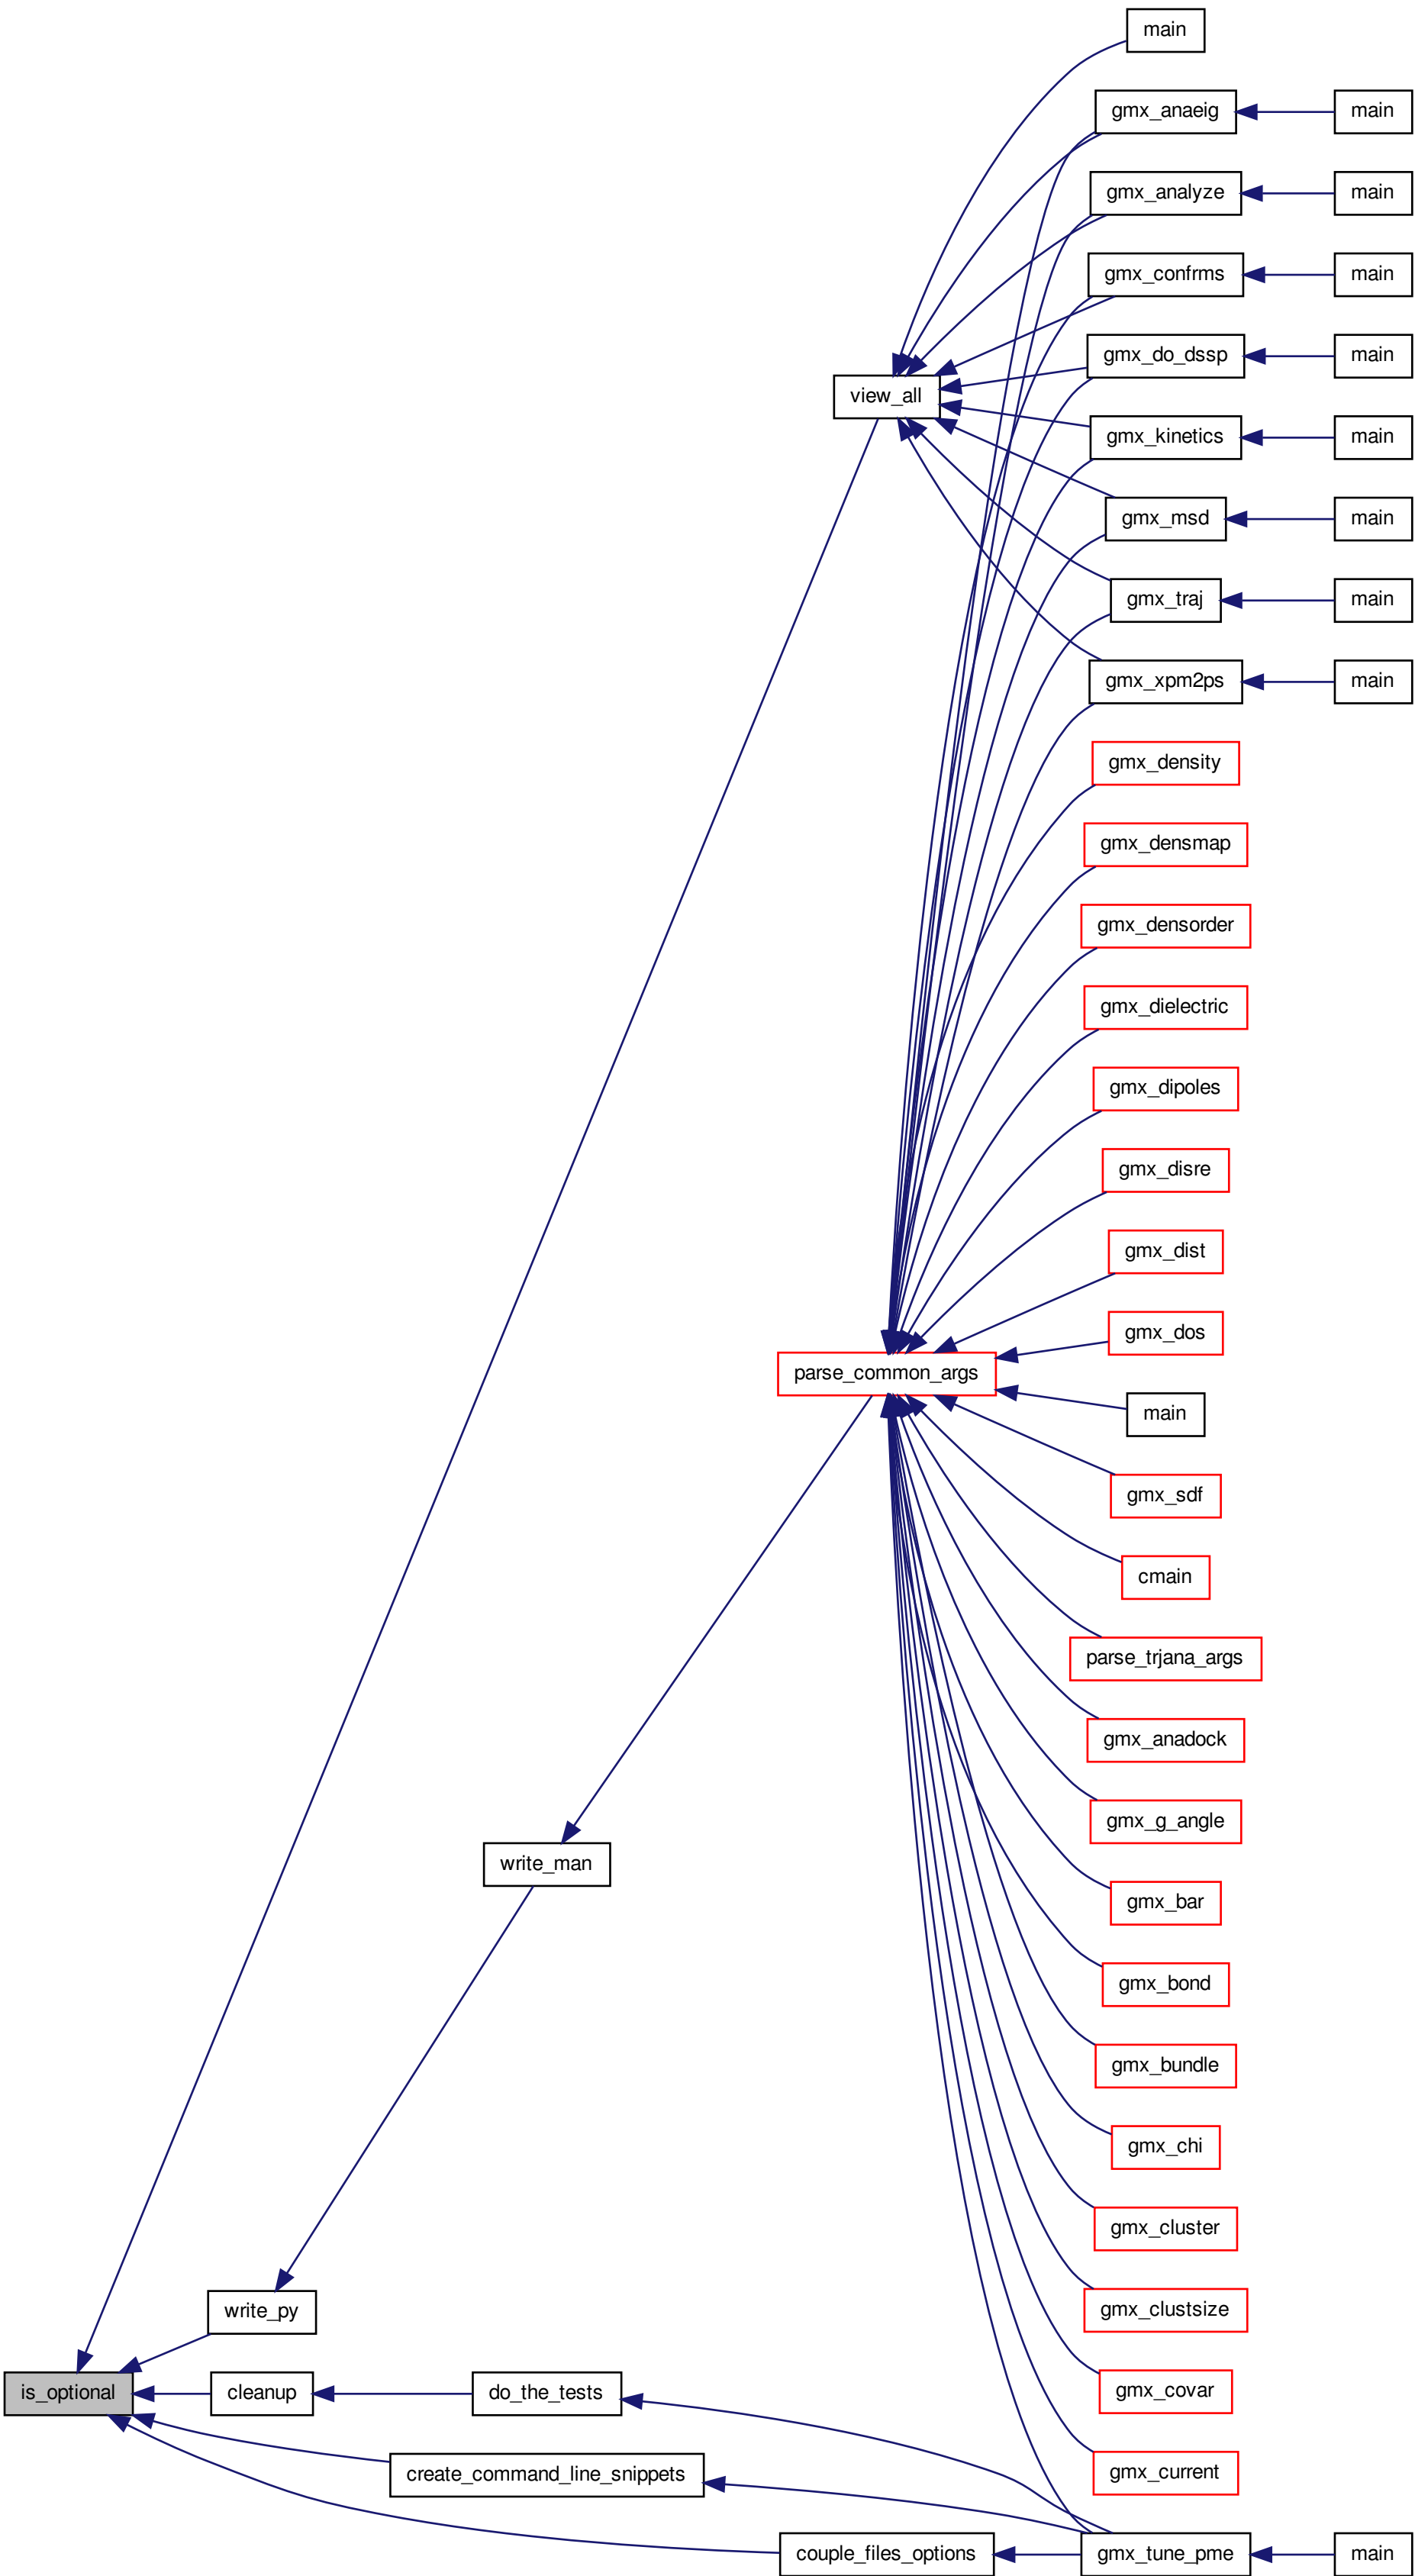 main
gmx_anaeig
main
gmx_analyze
main
gmx_confrms
main
gmx_do_dssp
main
view_all
gmx_kinetics
main
gmx_msd
main
gmx_traj
main
gmx_xpm2ps
main
gmx_density
gmx_densmap
gmx_densorder
gmx_dielectric
gmx_dipoles
gmx_disre
gmx_dist
gmx_dos
parse_common_args
main
gmx_sdf
cmain
parse_trjana_args
gmx_anadock
gmx_g_angle
write_man
gmx_bar
gmx_bond
gmx_bundle
gmx_chi
gmx_cluster
write_py
gmx_clustsize
is_optional
cleanup
do_the_tests
gmx_covar
create_command_line_snippets
gmx_current
couple_files_options
gmx_tune_pme
main